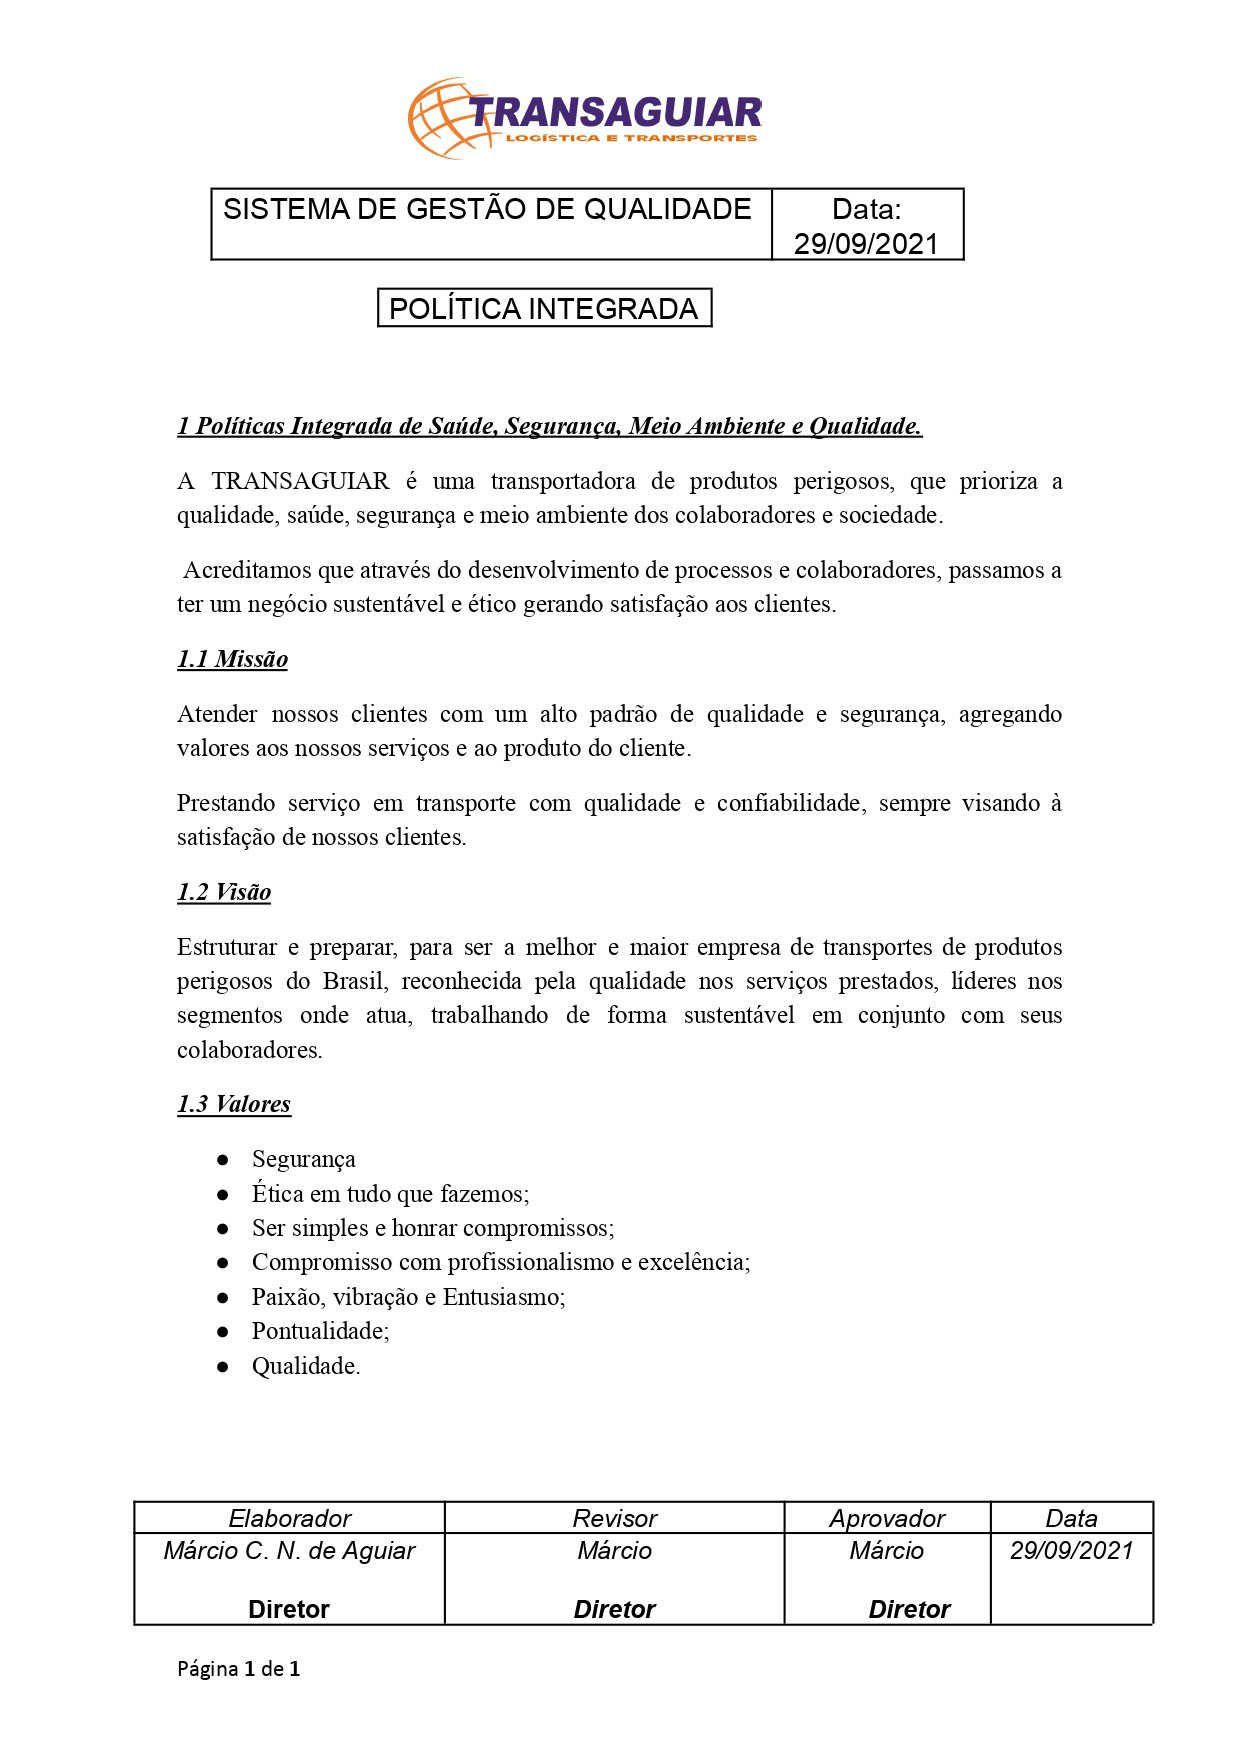 TRANSAGUIAR
LOGÍSTICA E TRANSPORTES
SISTEMA DE GESTÃO DE QUALIDADE
Data:
29/09/2021
POLÍTICA INTEGRADA
1 Políticas Integrada de Saúde, Segurança, Meio Ambiente e Qualidade.
A TRANSAGUIAR é uma transportadora de produtos perigosos, que prioriza a
qualidade, saúde, segurança e meio ambiente dos colaboradores e sociedade.
Acreditamos que através do desenvolvimento de processos e colaboradores, passamos a
ter um negócio sustentável e ético gerando satisfação aos clientes.
1.1 Missão
Atender nossos clientes com um alto padrão de qualidade e segurança, agregando
valores aos nossos serviços e ao produto do cliente.
Prestando serviço em transporte com qualidade e confiabilidade, sempre visando à
satisfação de nossos clientes.
1.2 Visão
Estruturar e preparar, para ser a melhor e maior empresa de transportes de produtos
perigosos do Brasil, reconhecida pela qualidade nos serviços prestados, líderes nos
segmentos onde atua, trabalhando de forma sustentável em conjunto com seus
colaboradores.
1.3 Valores
● Segurança
● Ética em tudo que fazemos;
● Ser simples e honrar compromissos;
● Compromisso com profissionalismo e excelência;
● Paixão, vibração e Entusiasmo;
● Pontualidade;
● Qualidade.
Elaborador Revisor Aprovador Data
Márcio C. N. de Aguiar Márcio Márcio 29/09/2021
Diretor Diretor Diretor
Página 1 de 1